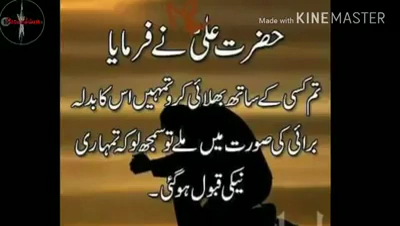 Made with KINEMASTER
حضرت علیؑ نے فرمایا
تم کسی کے ساتھ بھلائی کرو تمہیں اس کا بدلہ
برائی کی صورت میں ملے تو سمجھ لو کہ تمہاری
نیکی قبول ہوگئی۔